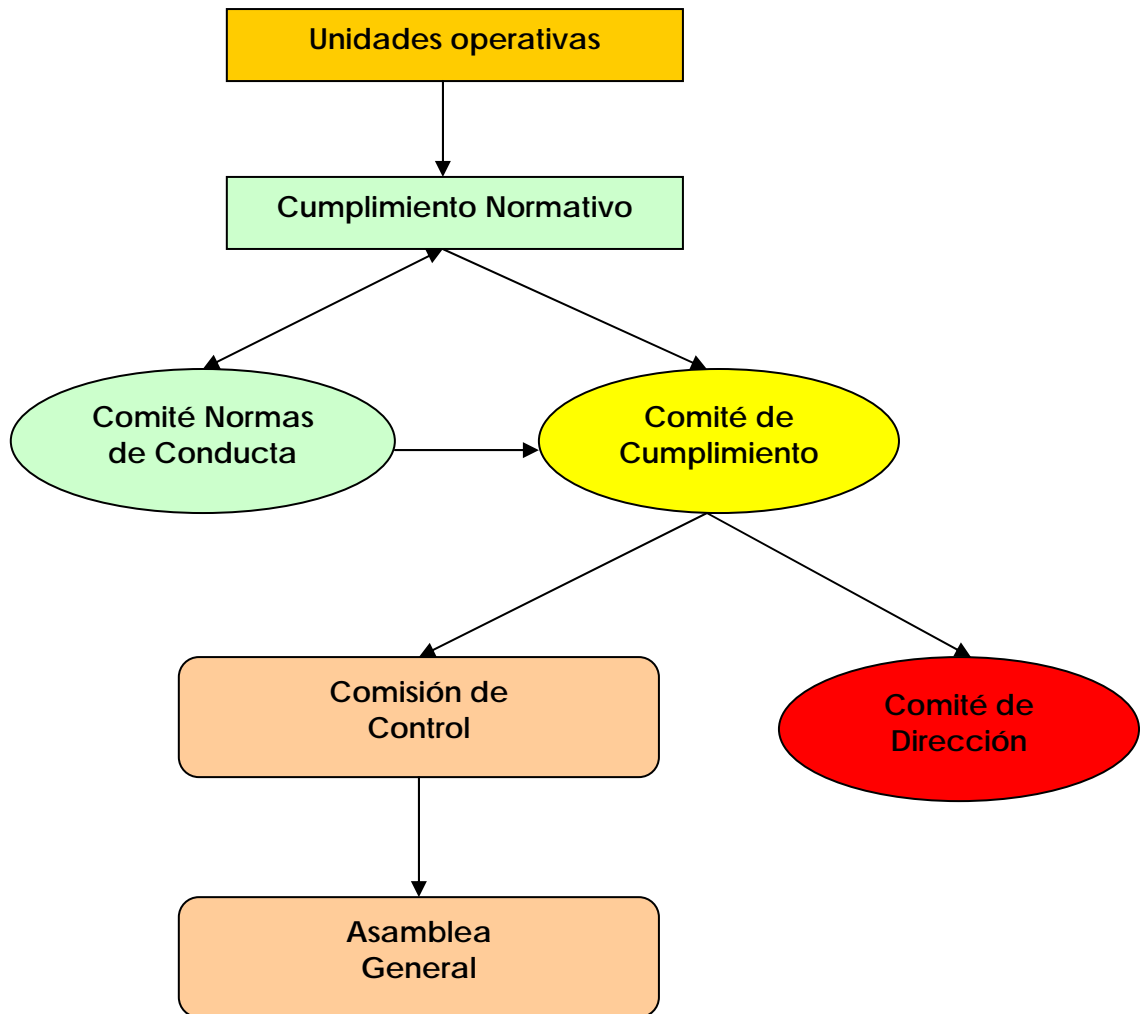 Unidades operativas
Cumplimiento Normativo
Comité Normas
de Conducta
Comité de
Cumplimiento
Comisión de
Control
Comité de
Dirección
Asamblea
General